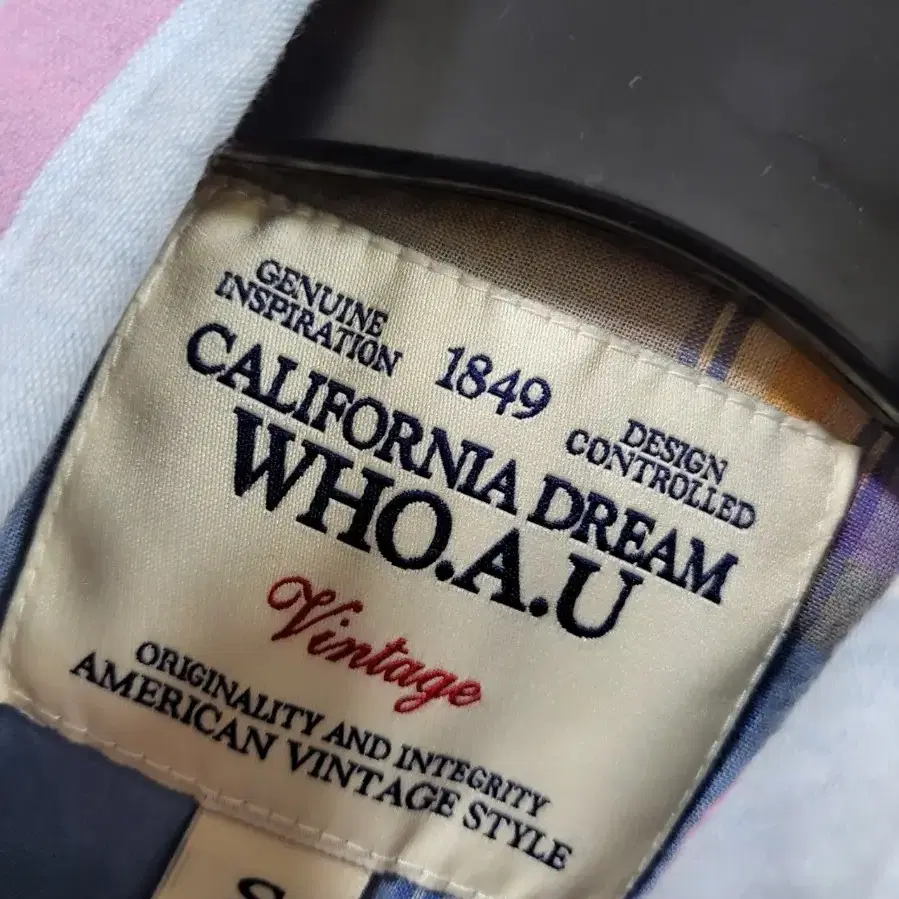 GENUINE
INSPIRATION
1849
DESIGN
CONTROLLED
CALIFORNIA DREAM
WHO.A.U
Vintage
ORIGINALITY AND INTEGRITY
AMERICAN VINTAGE STYLE